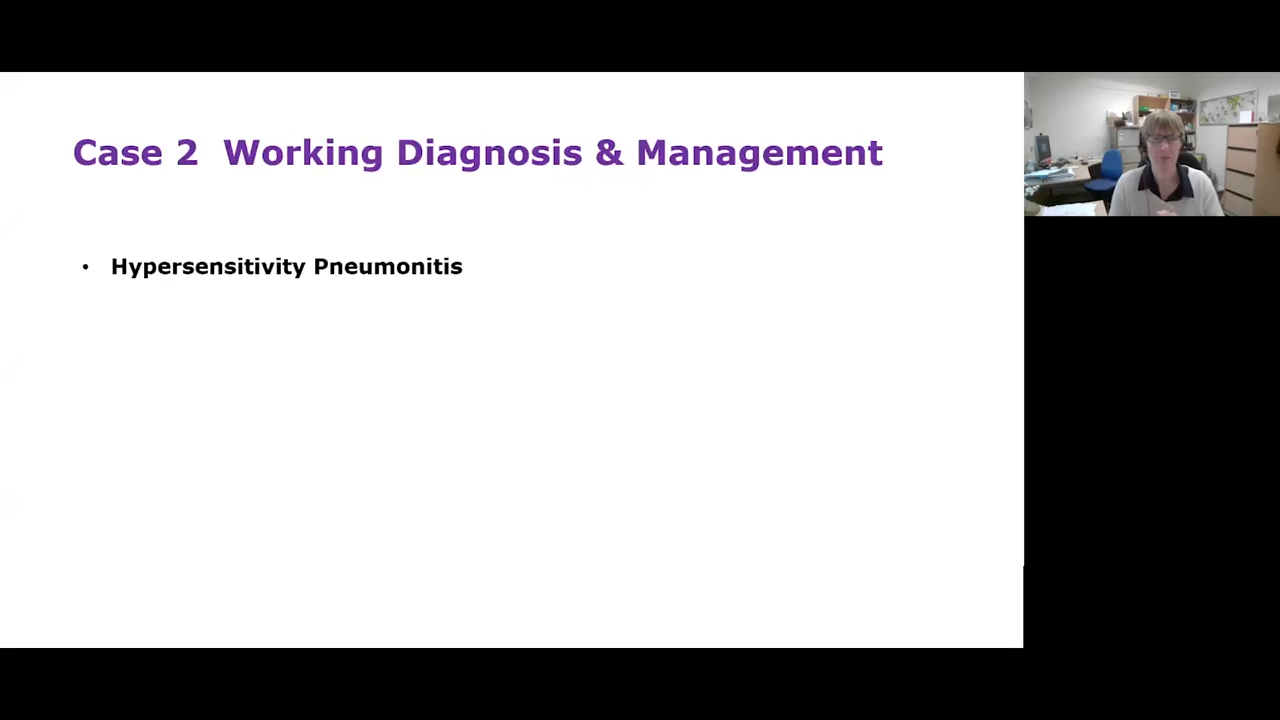 Case 2  Working Diagnosis & Management
• Hypersensitivity Pneumonitis